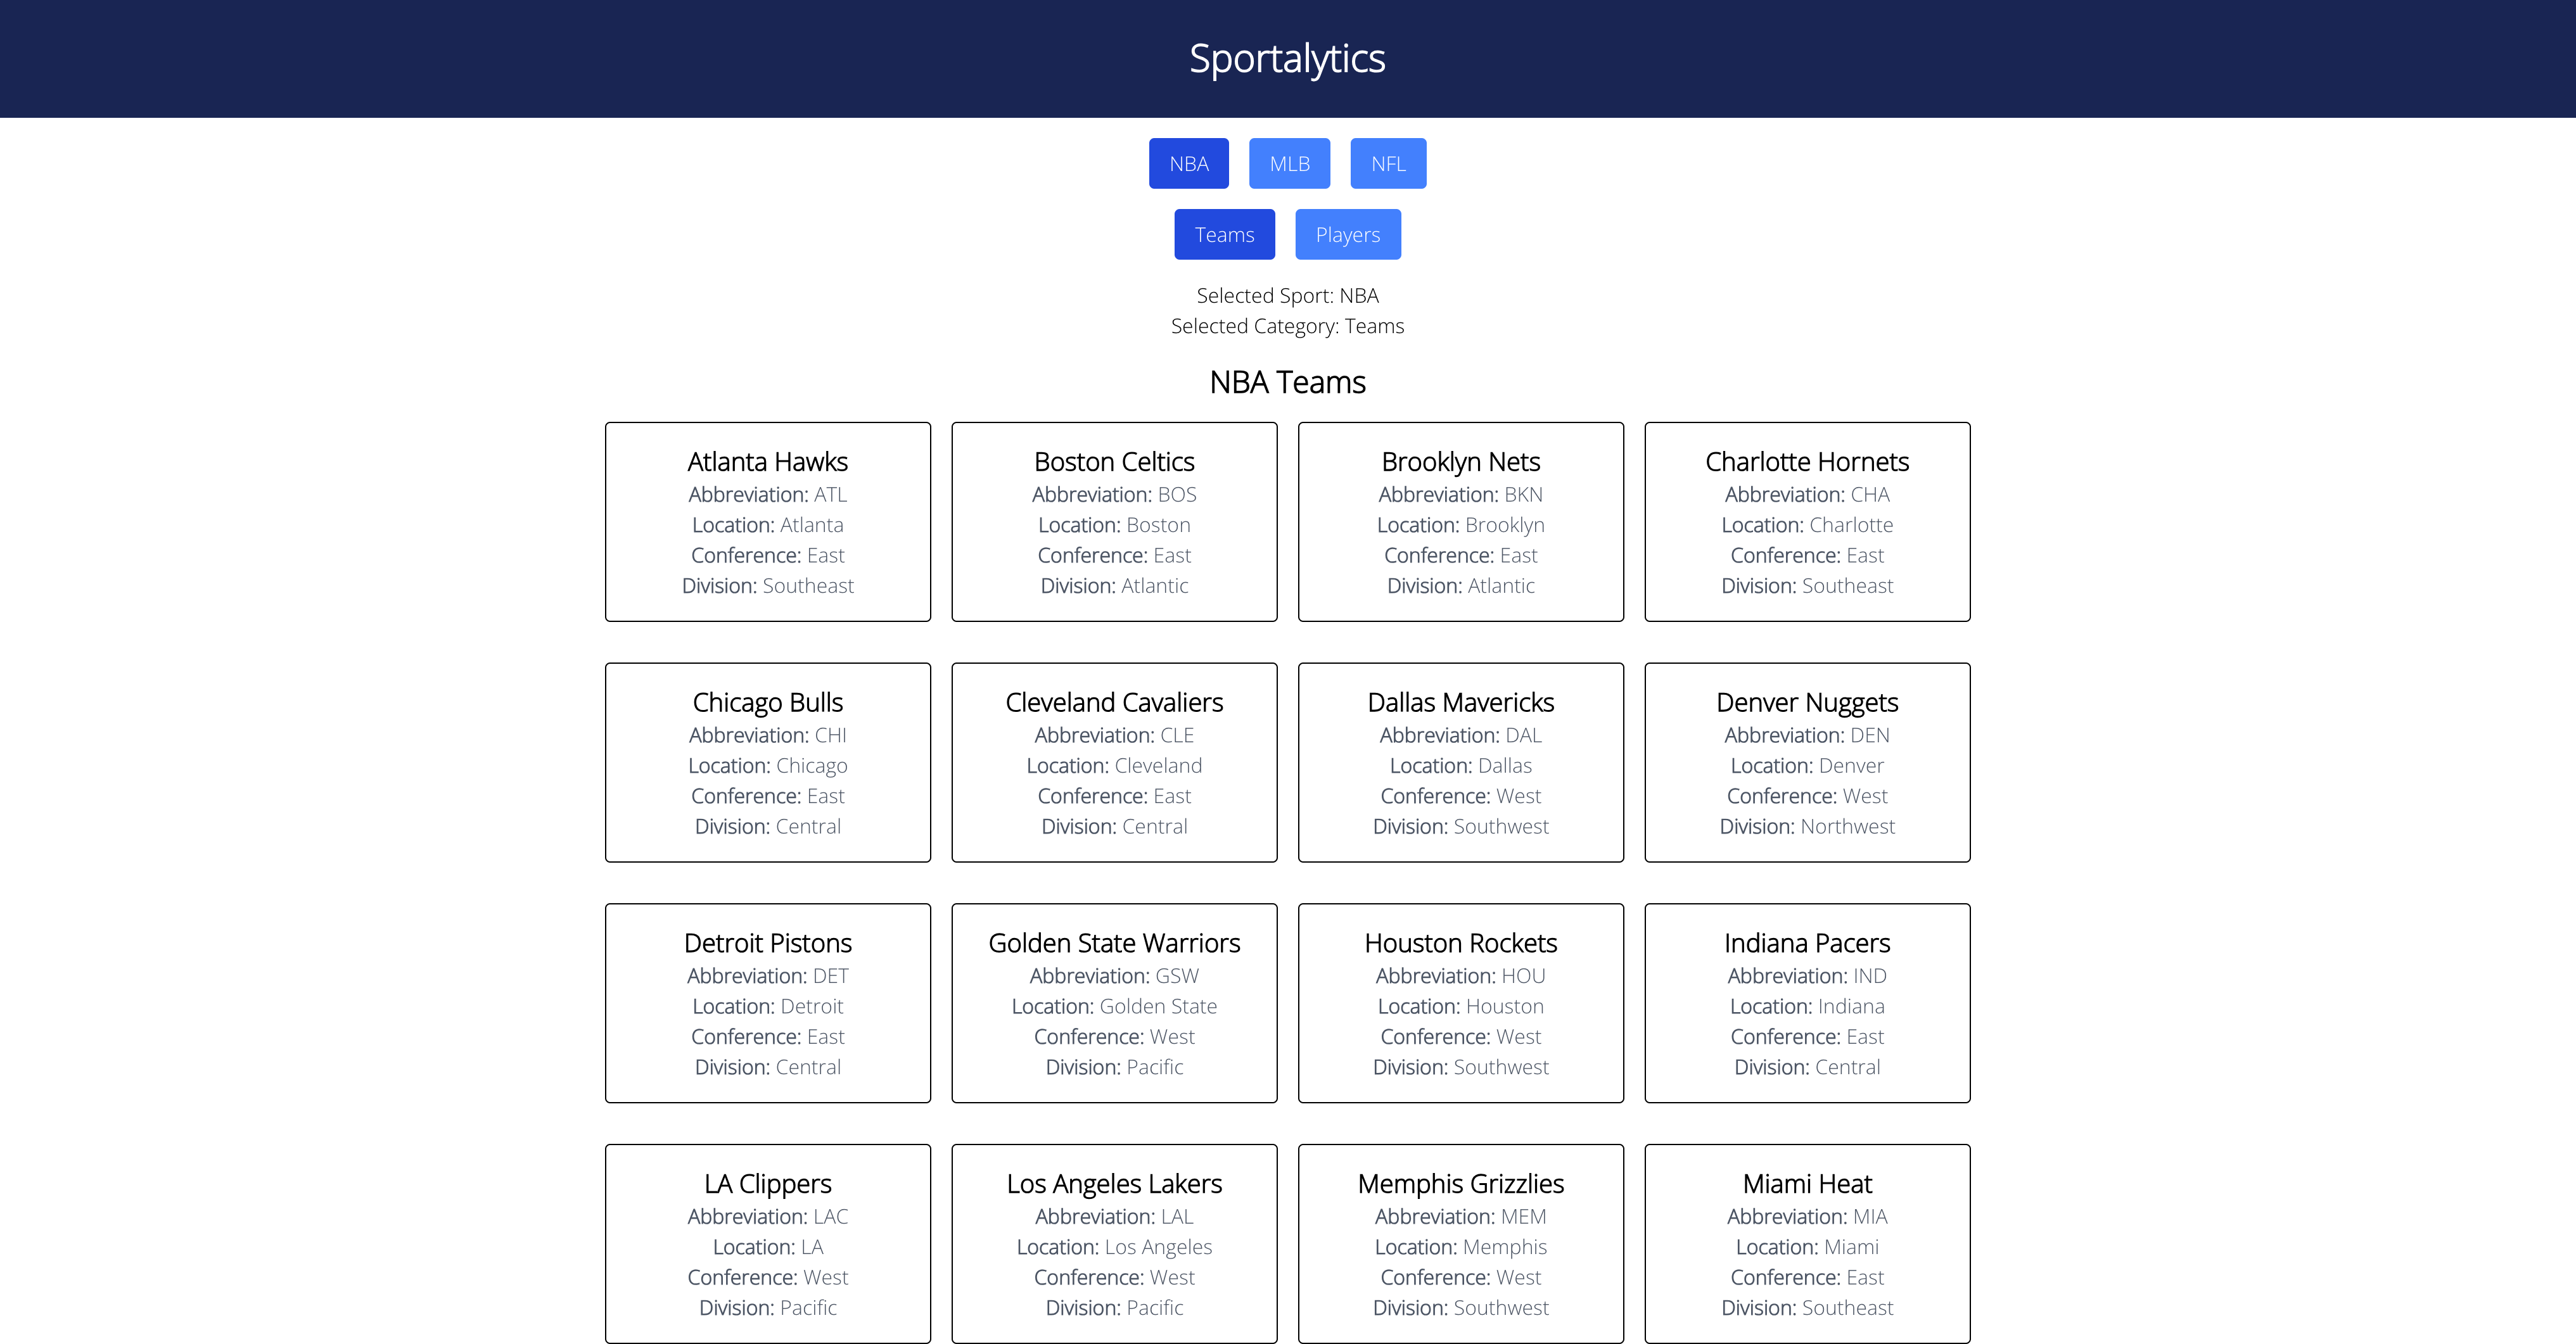 Sportalytics
NBA
MLB
NFL
Teams
Players
Selected Sport: NBA
Selected Category: Teams
NBA Teams
Atlanta Hawks
Abbreviation: ATL
Location: Atlanta
Conference: East
Division: Southeast
Boston Celtics
Abbreviation: BOS
Location: Boston
Conference: East
Division: Atlantic
Brooklyn Nets
Abbreviation: BKN
Location: Brooklyn
Conference: East
Division: Atlantic
Charlotte Hornets
Abbreviation: CHA
Location: Charlotte
Conference: East
Division: Southeast
Chicago Bulls
Abbreviation: CHI
Location: Chicago
Conference: East
Division: Central
Cleveland Cavaliers
Abbreviation: CLE
Location: Cleveland
Conference: East
Division: Central
Dallas Mavericks
Abbreviation: DAL
Location: Dallas
Conference: West
Division: Southwest
Denver Nuggets
Abbreviation: DEN
Location: Denver
Conference: West
Division: Northwest
Detroit Pistons
Abbreviation: DET
Location: Detroit
Conference: East
Division: Central
Golden State Warriors
Abbreviation: GSW
Location: Golden State
Conference: West
Division: Pacific
Houston Rockets
Abbreviation: HOU
Location: Houston
Conference: West
Division: Southwest
Indiana Pacers
Abbreviation: IND
Location: Indiana
Conference: East
Division: Central
LA Clippers
Abbreviation: LAC
Location: LA
Conference: West
Division: Pacific
Los Angeles Lakers
Abbreviation: LAL
Location: Los Angeles
Conference: West
Division: Pacific
Memphis Grizzlies
Abbreviation: MEM
Location: Memphis
Conference: West
Division: Southwest
Miami Heat
Abbreviation: MIA
Location: Miami
Conference: East
Division: Southeast